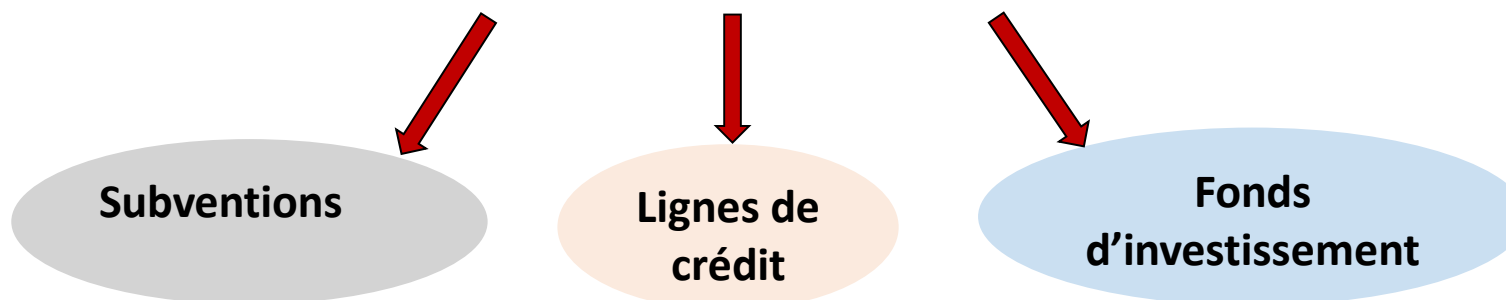 Subventions
Lignes de
crédit
Fonds
d’investissement